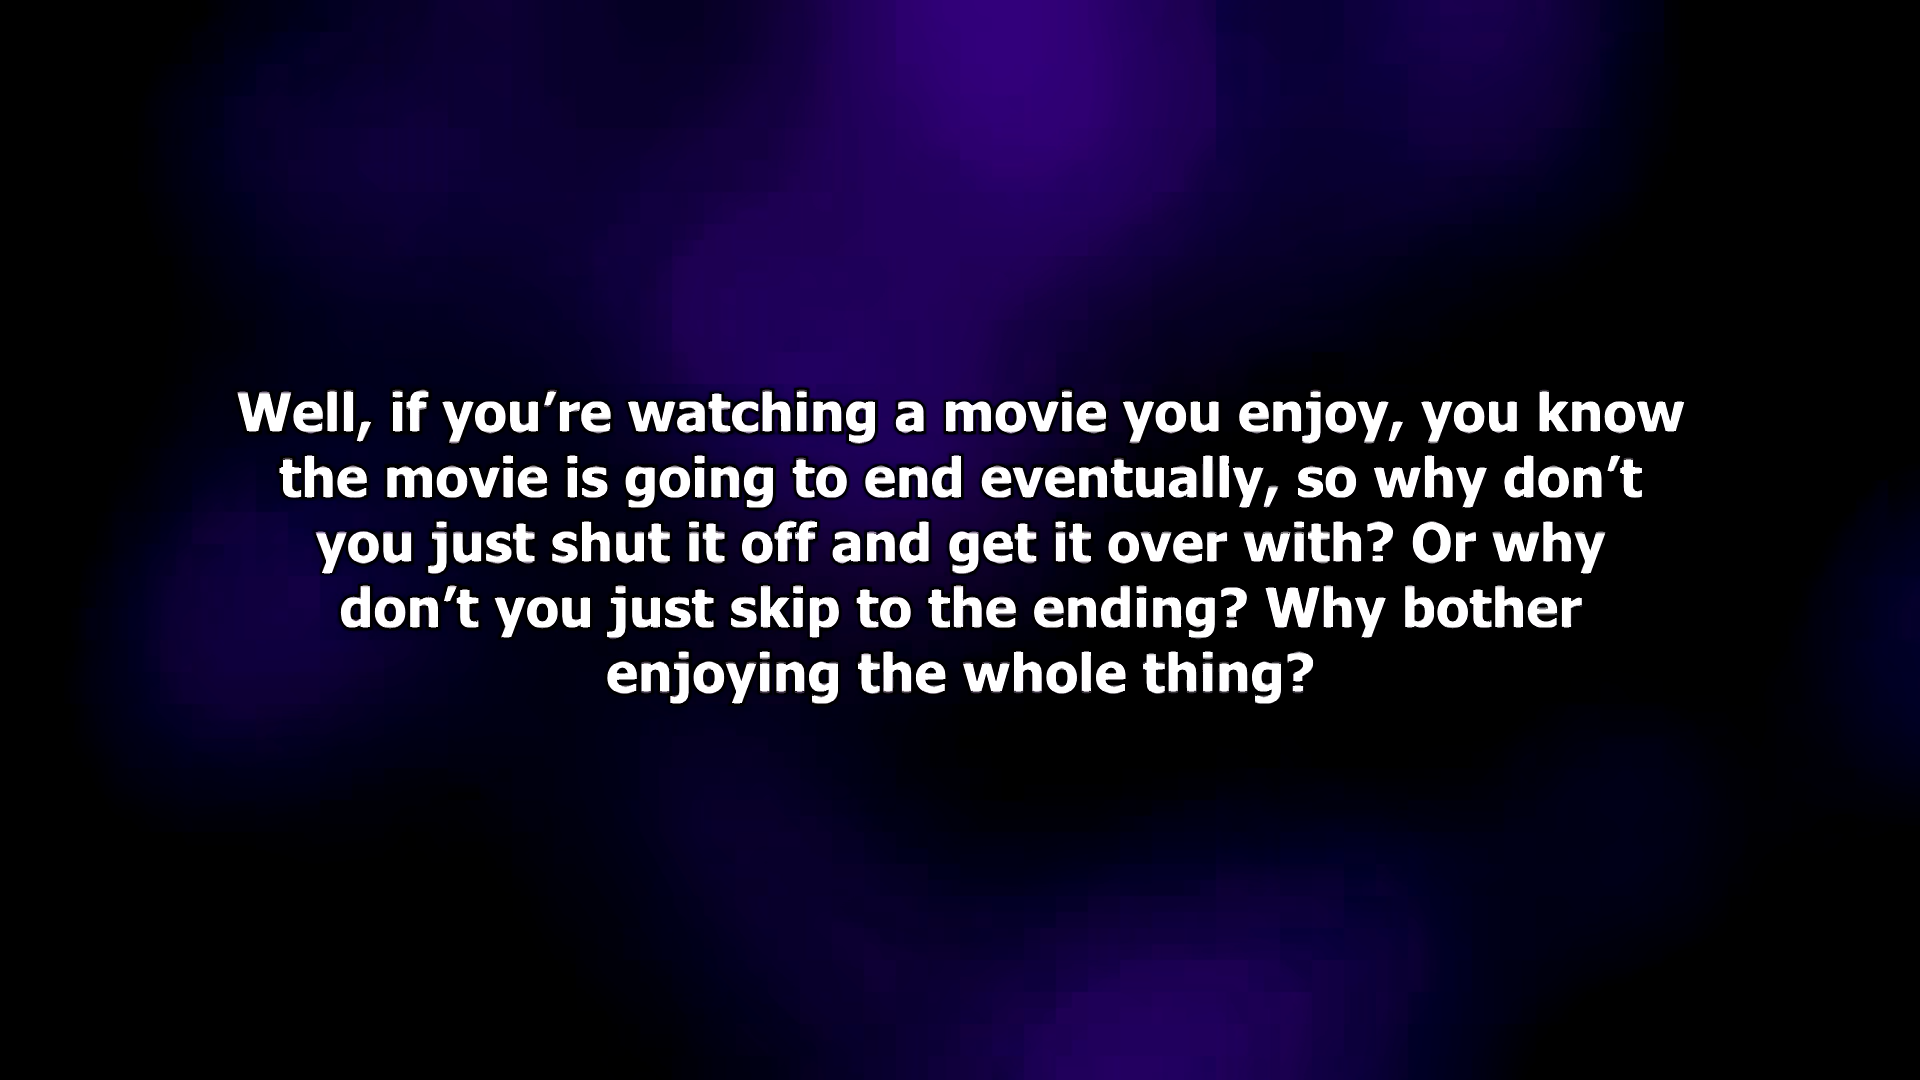 Well, if you’re watching a movie you enjoy, you know
the movie is going to end eventually, so why don’t
you just shut it off and get it over with? Or why
don’t you just skip to the ending? Why bother
enjoying the whole thing?